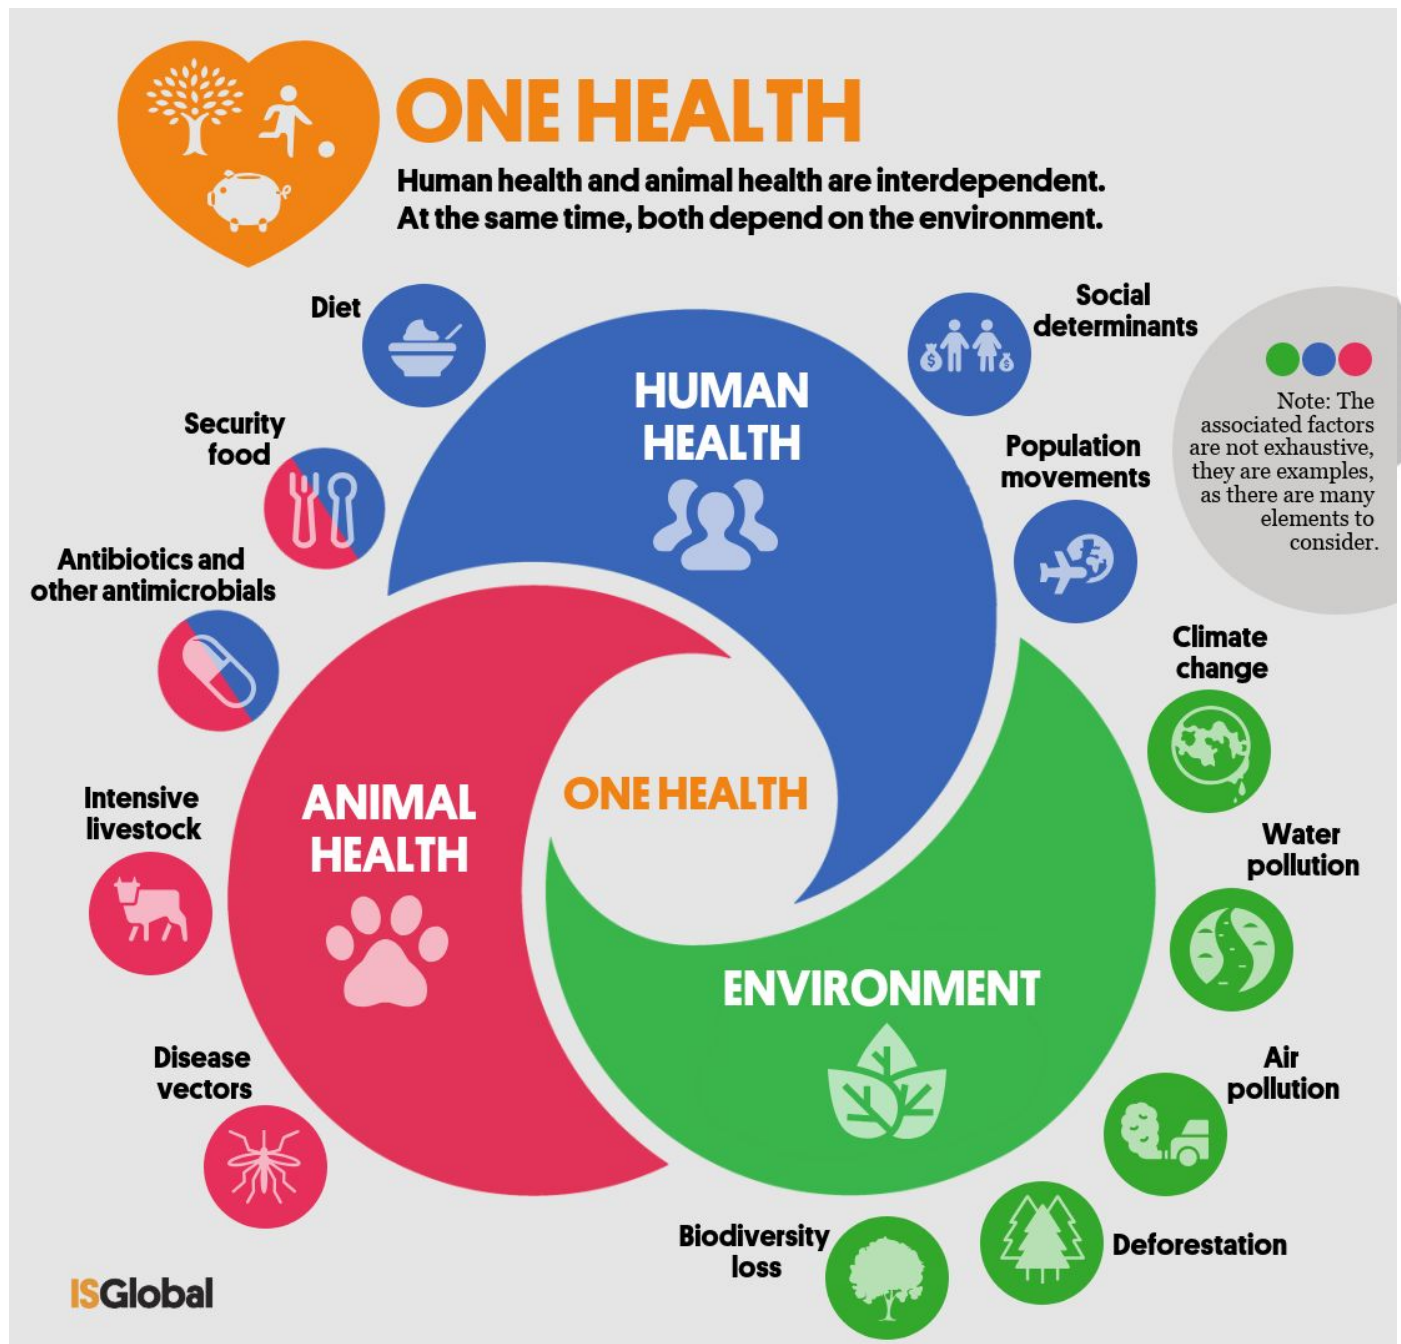 ONE HEALTH
Human health and animal health are interdependent.
At the same time, both depend on the environment.
Diet
Social
determinants
HUMAN
HEALTH
Note: The
associated factors
are not exhaustive,
they are examples,
as there are many
elements to
consider.
Security
food
Population
movements
Antibiotics and
other antimicrobials
Climate
change
ONE HEALTH
ANIMAL
HEALTH
Intensive
livestock
Water
pollution
ENVIRONMENT
Disease
vectors
Air
pollution
Biodiversity
loss
Deforestation
ISGlobal